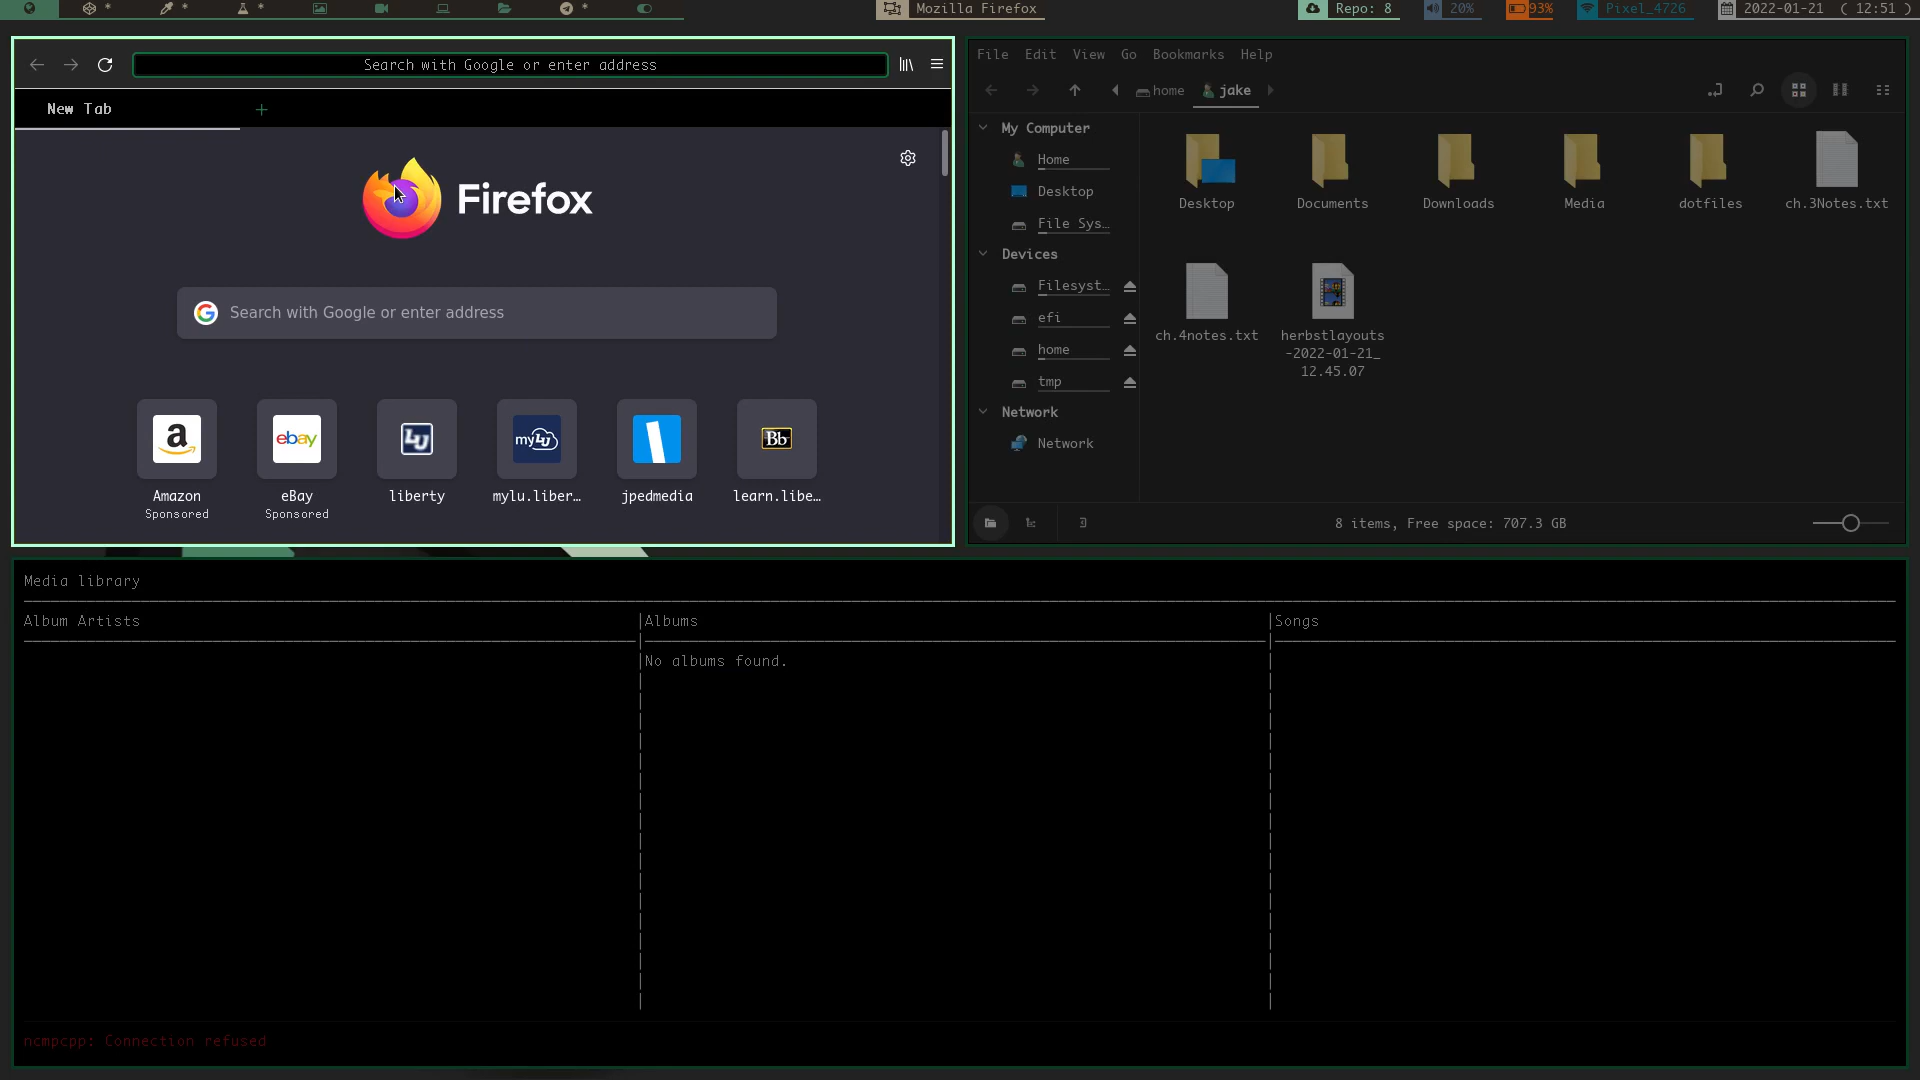 Mozilla Firefox
Repo: 8
20%
93%
Pixel_4726
2022-01-21 ( 12:51 )
Search with Google or enter address
New Tab
+
Firefox
Search with Google or enter address
a
ebay
LU
myLU
Bb
Amazon
eBay
liberty
mylu.liber…
jpedmedia
learn.libe…
Sponsored
Sponsored
File Edit View Go Bookmarks Help
home
jake
My Computer
Home
Desktop
File Sys…
Devices
Filesyst…
efi
home
tmp
Network
Network
Desktop
Documents
Downloads
Media
dotfiles
ch.3Notes.txt
ch.4notes.txt
herbstlayouts
-2022-01-21_
12.45.07
8 items, Free space: 707.3 GB
Media library
Album Artists
Albums
Songs
No albums found.
ncmpcpp: Connection refused